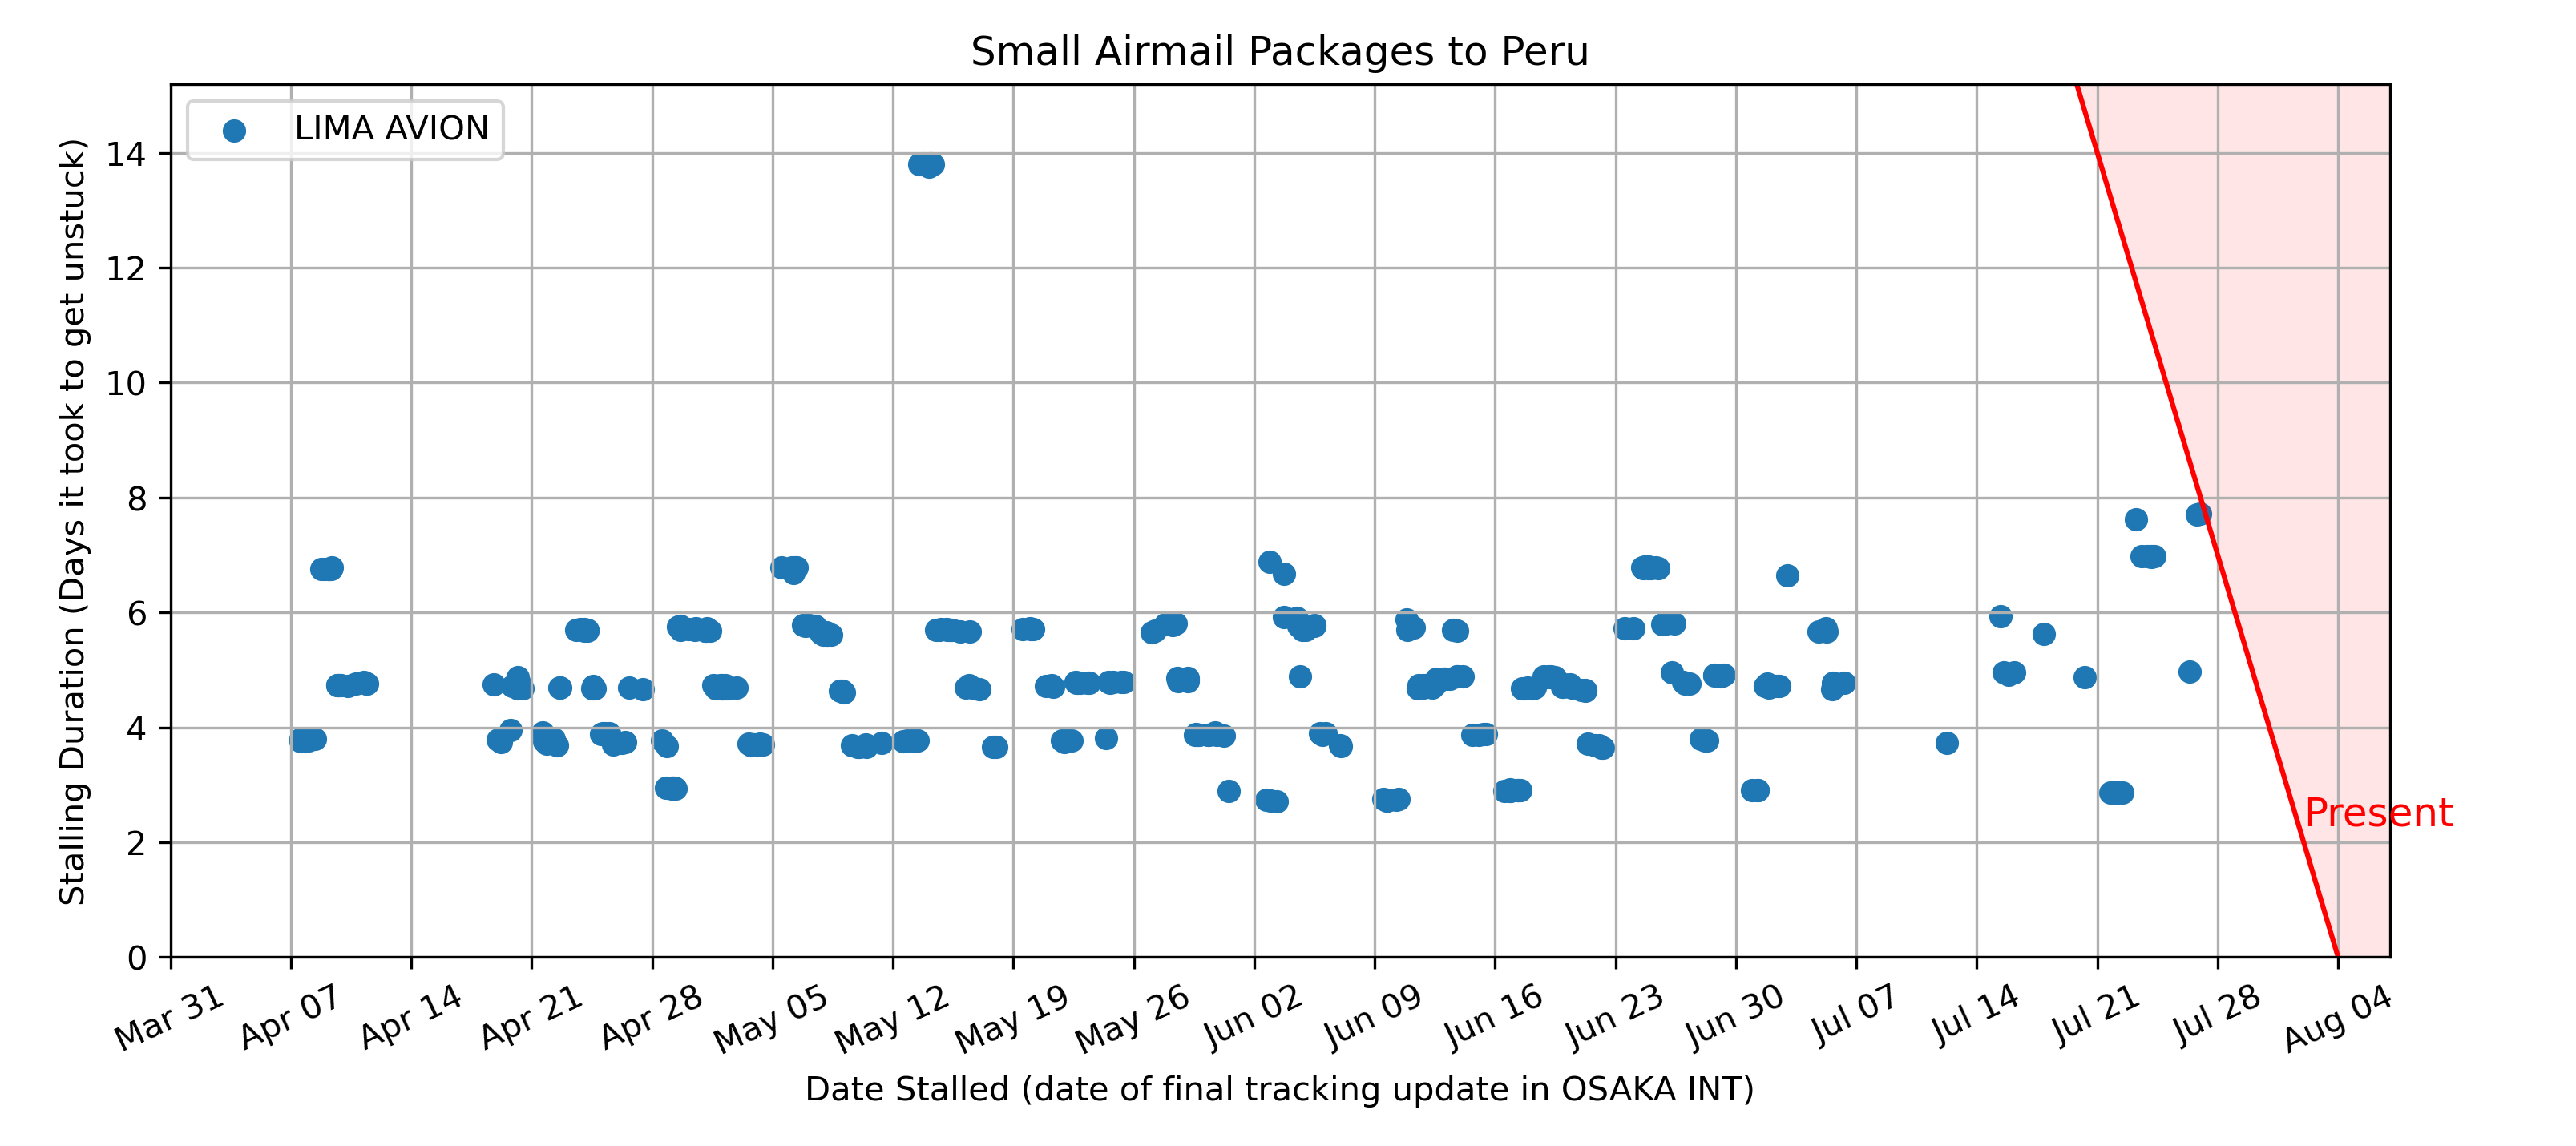 Small Airmail Packages to Peru
LIMA AVION
Stalling Duration (Days it took to get unstuck)
14
12
10
8
6
4
2
0
Present
Mar 31
Apr 07
Apr 14
Apr 21
Apr 28
May 05
May 12
May 19
May 26
Jun 02
Jun 09
Jun 16
Jun 23
Jun 30
Jul 07
Jul 14
Jul 21
Jul 28
Aug 04
Date Stalled (date of final tracking update in OSAKA INT)